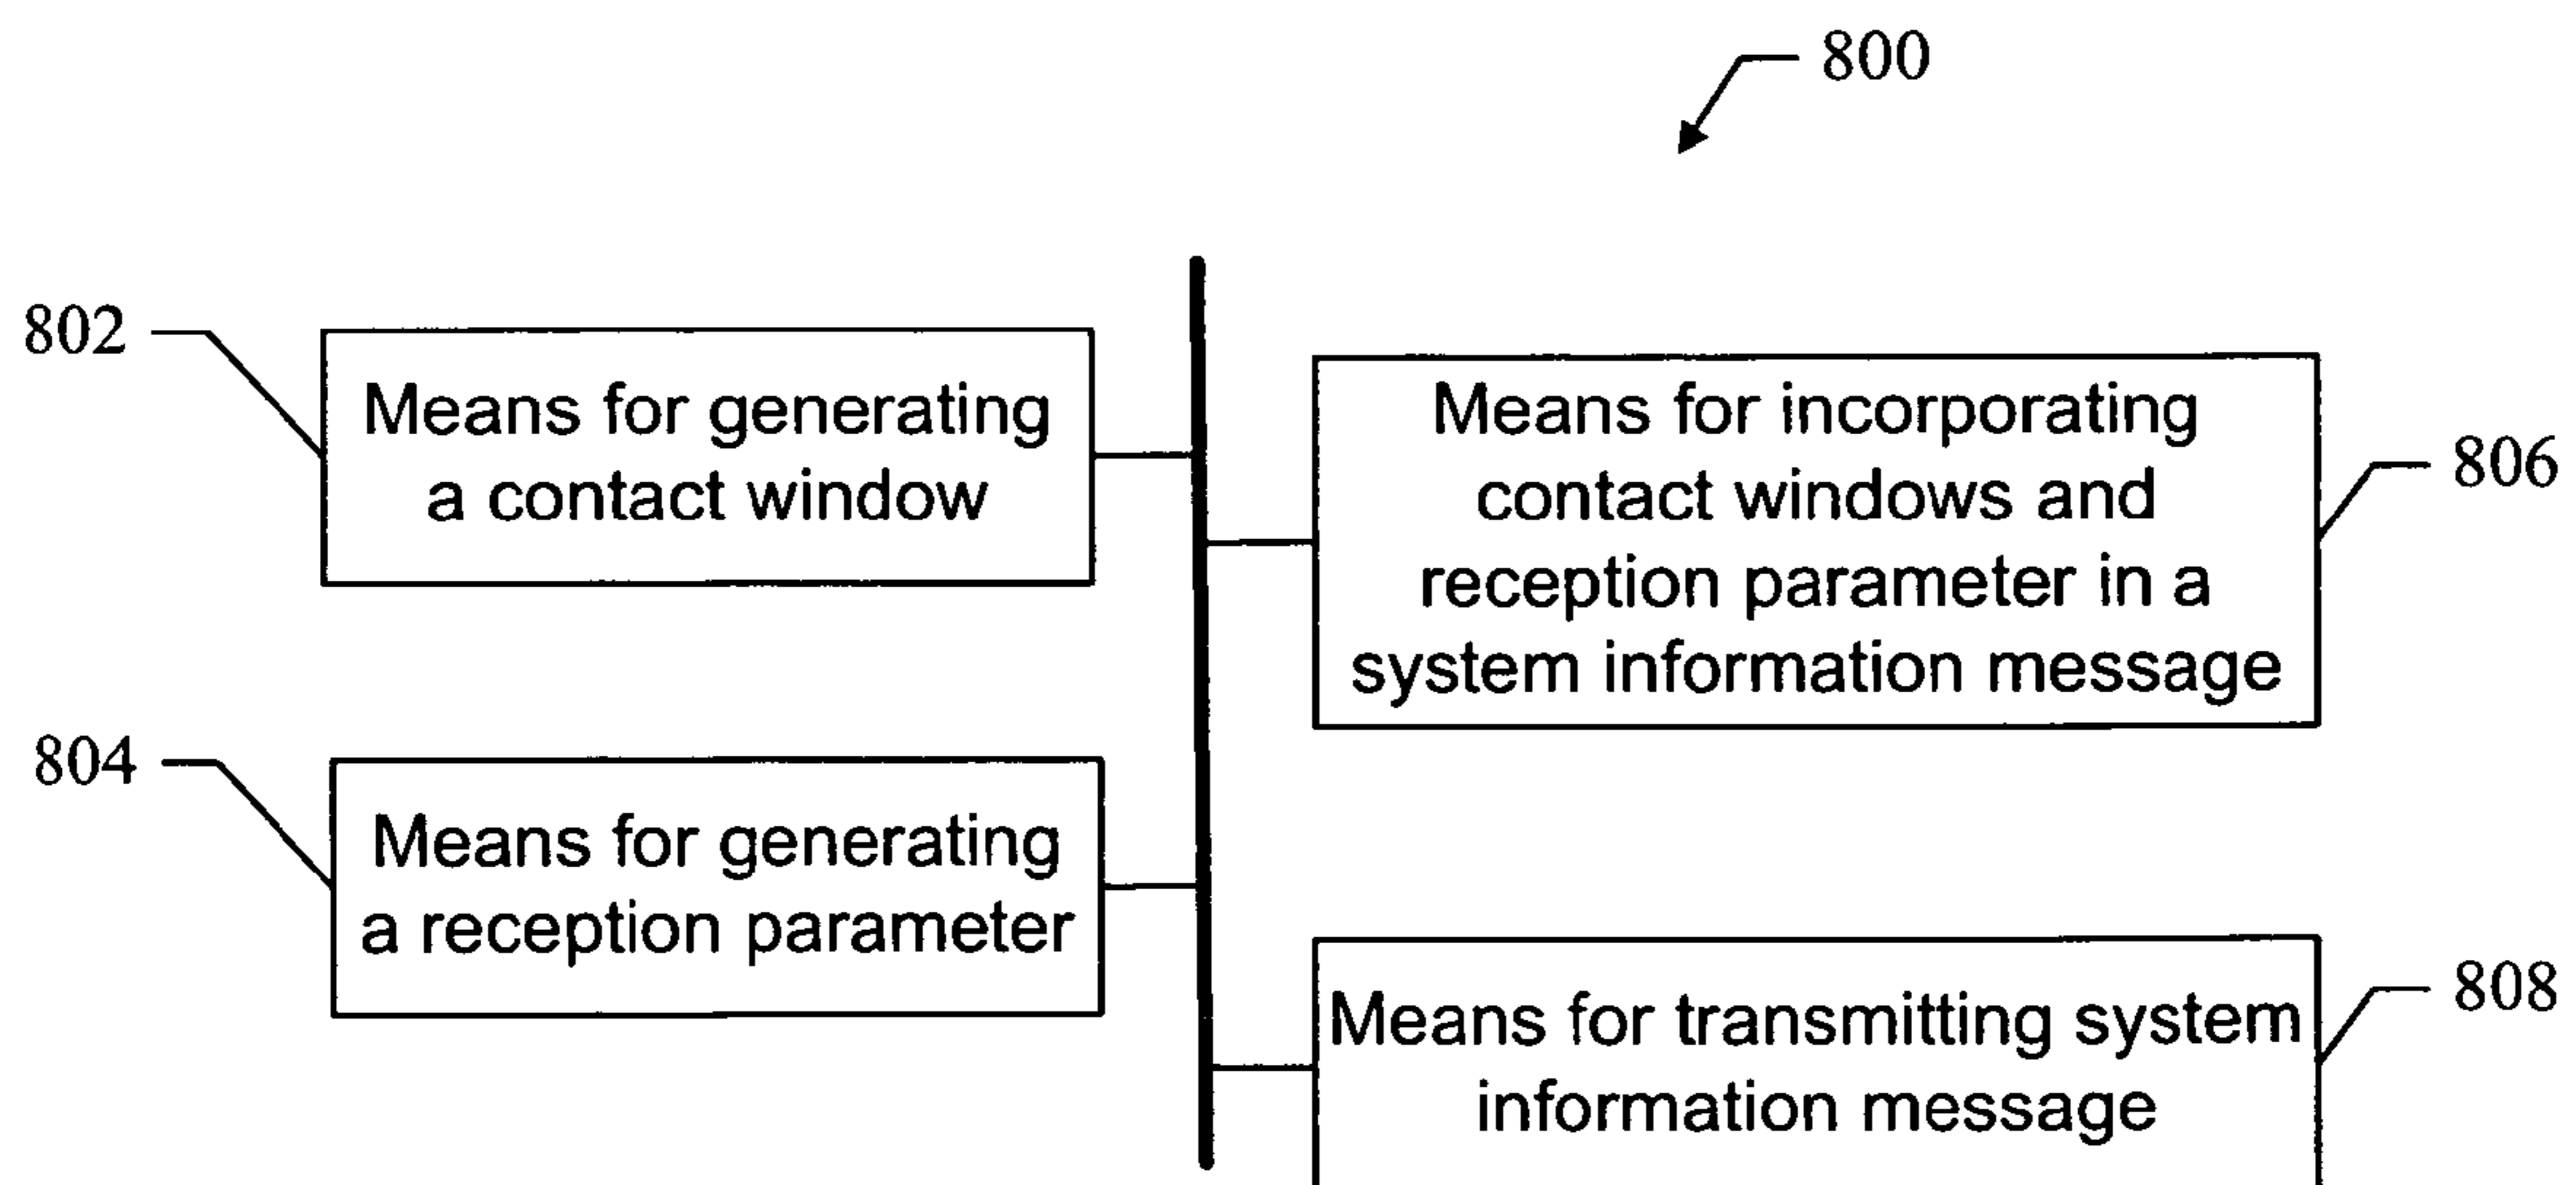 800
802
Means for generating
a contact window
Means for incorporating
contact windows and
reception parameter in a
system information message
806
804
Means for generating
a reception parameter
Means for transmitting system
information message
808